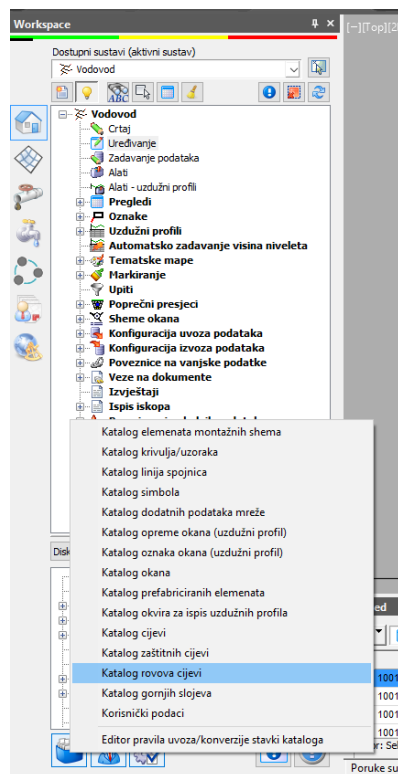 Workspace
[−][Top][2
Dostupni sustavi (aktivni sustav)
Vodovod
ABC
Vodovod
Crtaj
Uređivanje
Zadavanje podataka
Alati
Alati - uzdužni profili
Pregledi
Oznake
Uzdužni profili
Automatsko zadavanje visina niveleta
Tematske mape
Markiranje
Upiti
Poprečni presjeci
Sheme okana
Konfiguracija uvoza podataka
Konfiguracija izvoza podataka
Poveznice na vanjske podatke
Veze na dokumente
Izvještaji
Ispis iskopa
Katalog elemenata montažnih shema
Katalog krivulja/uzoraka
Katalog linija spojnica
Katalog simbola
Katalog dodatnih podataka mreže
Katalog opreme okana (uzdužni profil)
Katalog oznaka okana (uzdužni profil)
Disk
Katalog okana
Katalog prefabriciranih elemenata
Katalog okvira za ispis uzdužnih profila
ed
Katalog cijevi
Katalog zaštitnih cijevi
Katalog rovova cijevi
1001
Katalog gornjih slojeva
1001
Korisnički podaci
1001
1001
Editor pravila uvoza/konverzije stavki kataloga
r: Sel
Poruke su